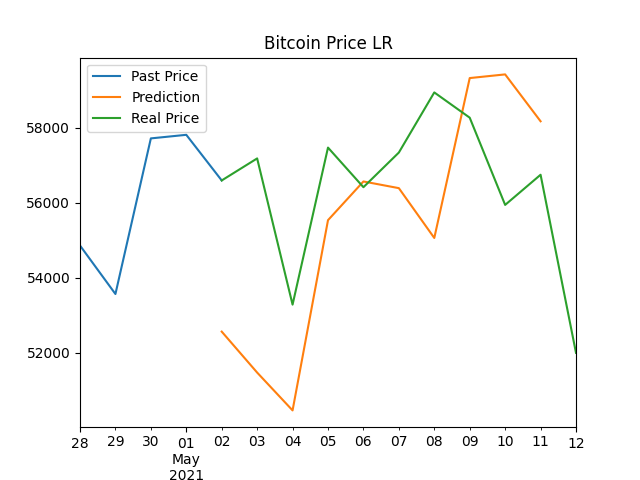 Bitcoin Price LR
Past Price
Prediction
Real Price
58000
56000
54000
52000
28 29 30 01 02 03 04 05 06 07 08 09 10 11 12
May
2021